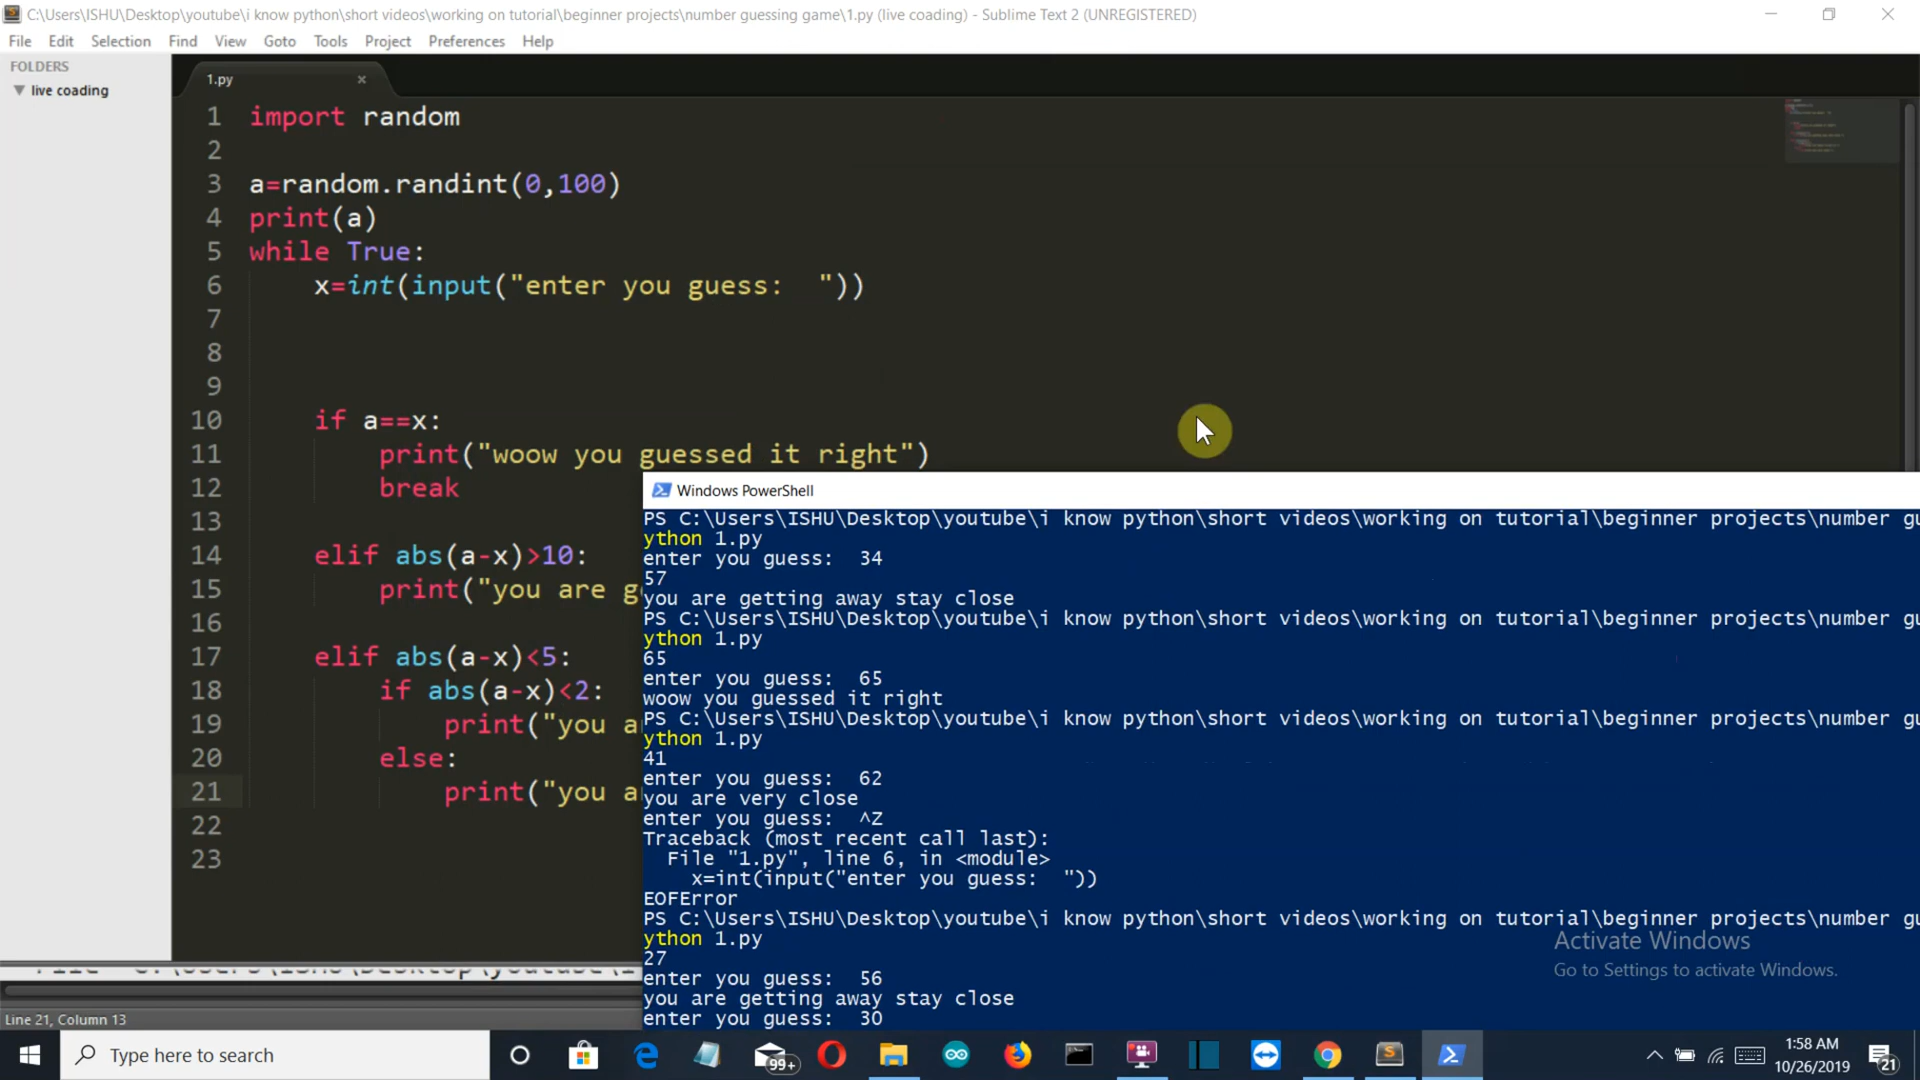 C:\Users\ISHU\Desktop\youtube\i know python\short videos\working on tutorial\beginner projects\number guessing game\1.py (live coading) - Sublime Text 2 (UNREGISTERED)
File Edit Selection Find View Goto Tools Project Preferences Help
FOLDERS
live coading
1.py
1 import random
2
3 a=random.randint(0,100)
4 print(a)
5 while True:
6 x=int(input("enter you guess:  "))
7
8
9
10 if a==x:
11 print("woow you guessed it right")
12 break
13
14 elif abs(a-x)>10:
15 print("you are g
16
17 elif abs(a-x)<5:
18 if abs(a-x)<2:
19 print("you a
20 else:
21 print("you a
22
23
Line 21, Column 13
Windows PowerShell
PS C:\Users\ISHU\Desktop\youtube\i know python\short videos\working on tutorial\beginner projects\number gu
ython 1.py
enter you guess:  34
57
you are getting away stay close
PS C:\Users\ISHU\Desktop\youtube\i know python\short videos\working on tutorial\beginner projects\number gu
ython 1.py
65
enter you guess:  65
woow you guessed it right
PS C:\Users\ISHU\Desktop\youtube\i know python\short videos\working on tutorial\beginner projects\number gu
ython 1.py
41
enter you guess:  62
you are very close
enter you guess:  ^Z
Traceback (most recent call last):
File "1.py", line 6, in <module>
x=int(input("enter you guess:  "))
EOFError
PS C:\Users\ISHU\Desktop\youtube\i know python\short videos\working on tutorial\beginner projects\number gu
ython 1.py
27
enter you guess:  56
you are getting away stay close
enter you guess:  30
Activate Windows
Go to Settings to activate Windows.
Type here to search
99+
1:58 AM
10/26/2019
21